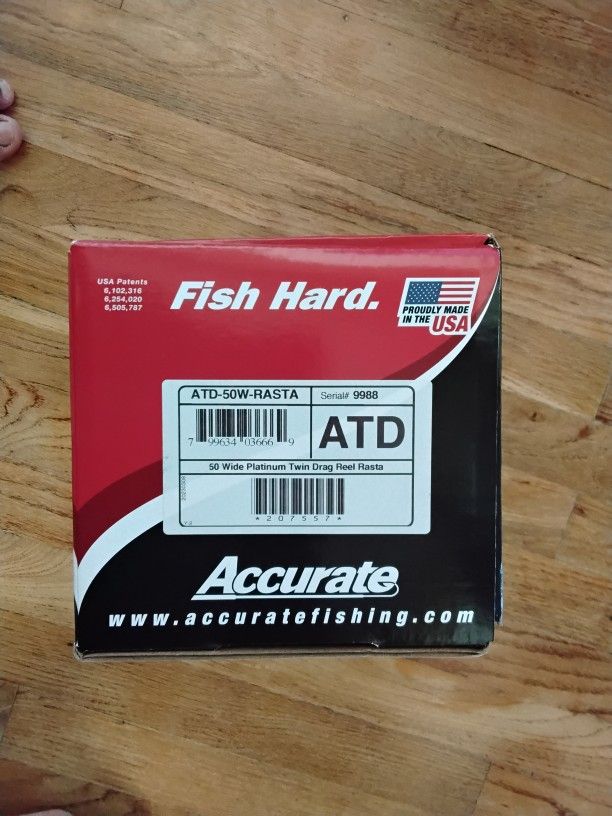 USA Patents
6,102,316
6,254,020
6,505,787
Fish Hard.
PROUDLY MADE
IN THE USA
ATD-50W-RASTA
Serial# 9988
7 99634 03666 9
ATD
50 Wide Platinum Twin Drag Reel Rasta
*207557*
Accurate
www.accuratefishing.com